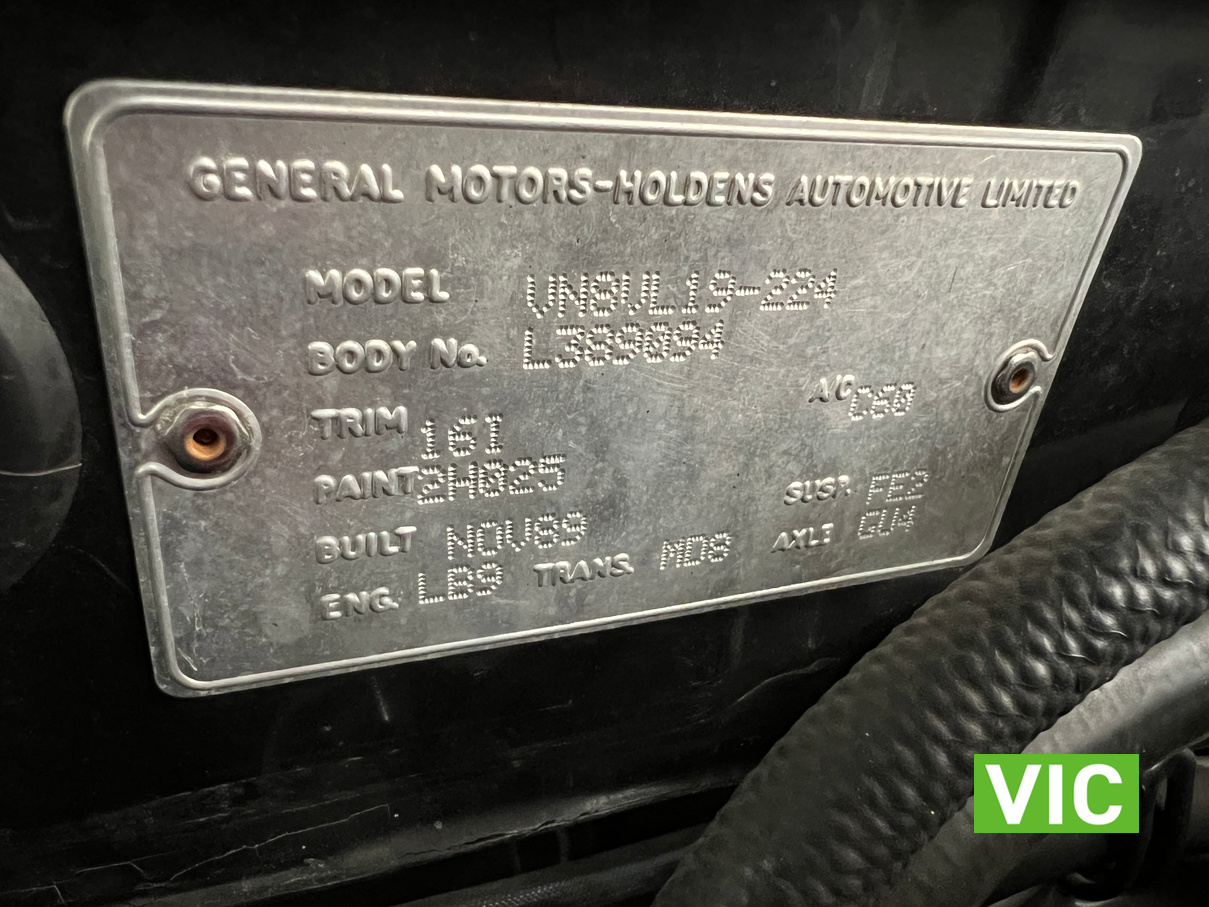 GENERAL MOTORS-HOLDENS AUTOMOTIVE LIMITED
MODEL VN8VL19-224
BODY No. L389094
A/C C60
TRIM 16I
PAINT 2H025
SUSP. FE2
BUILT NOV89
ENG. LB9 TRANS. MD8 AXLE GU4
VIC